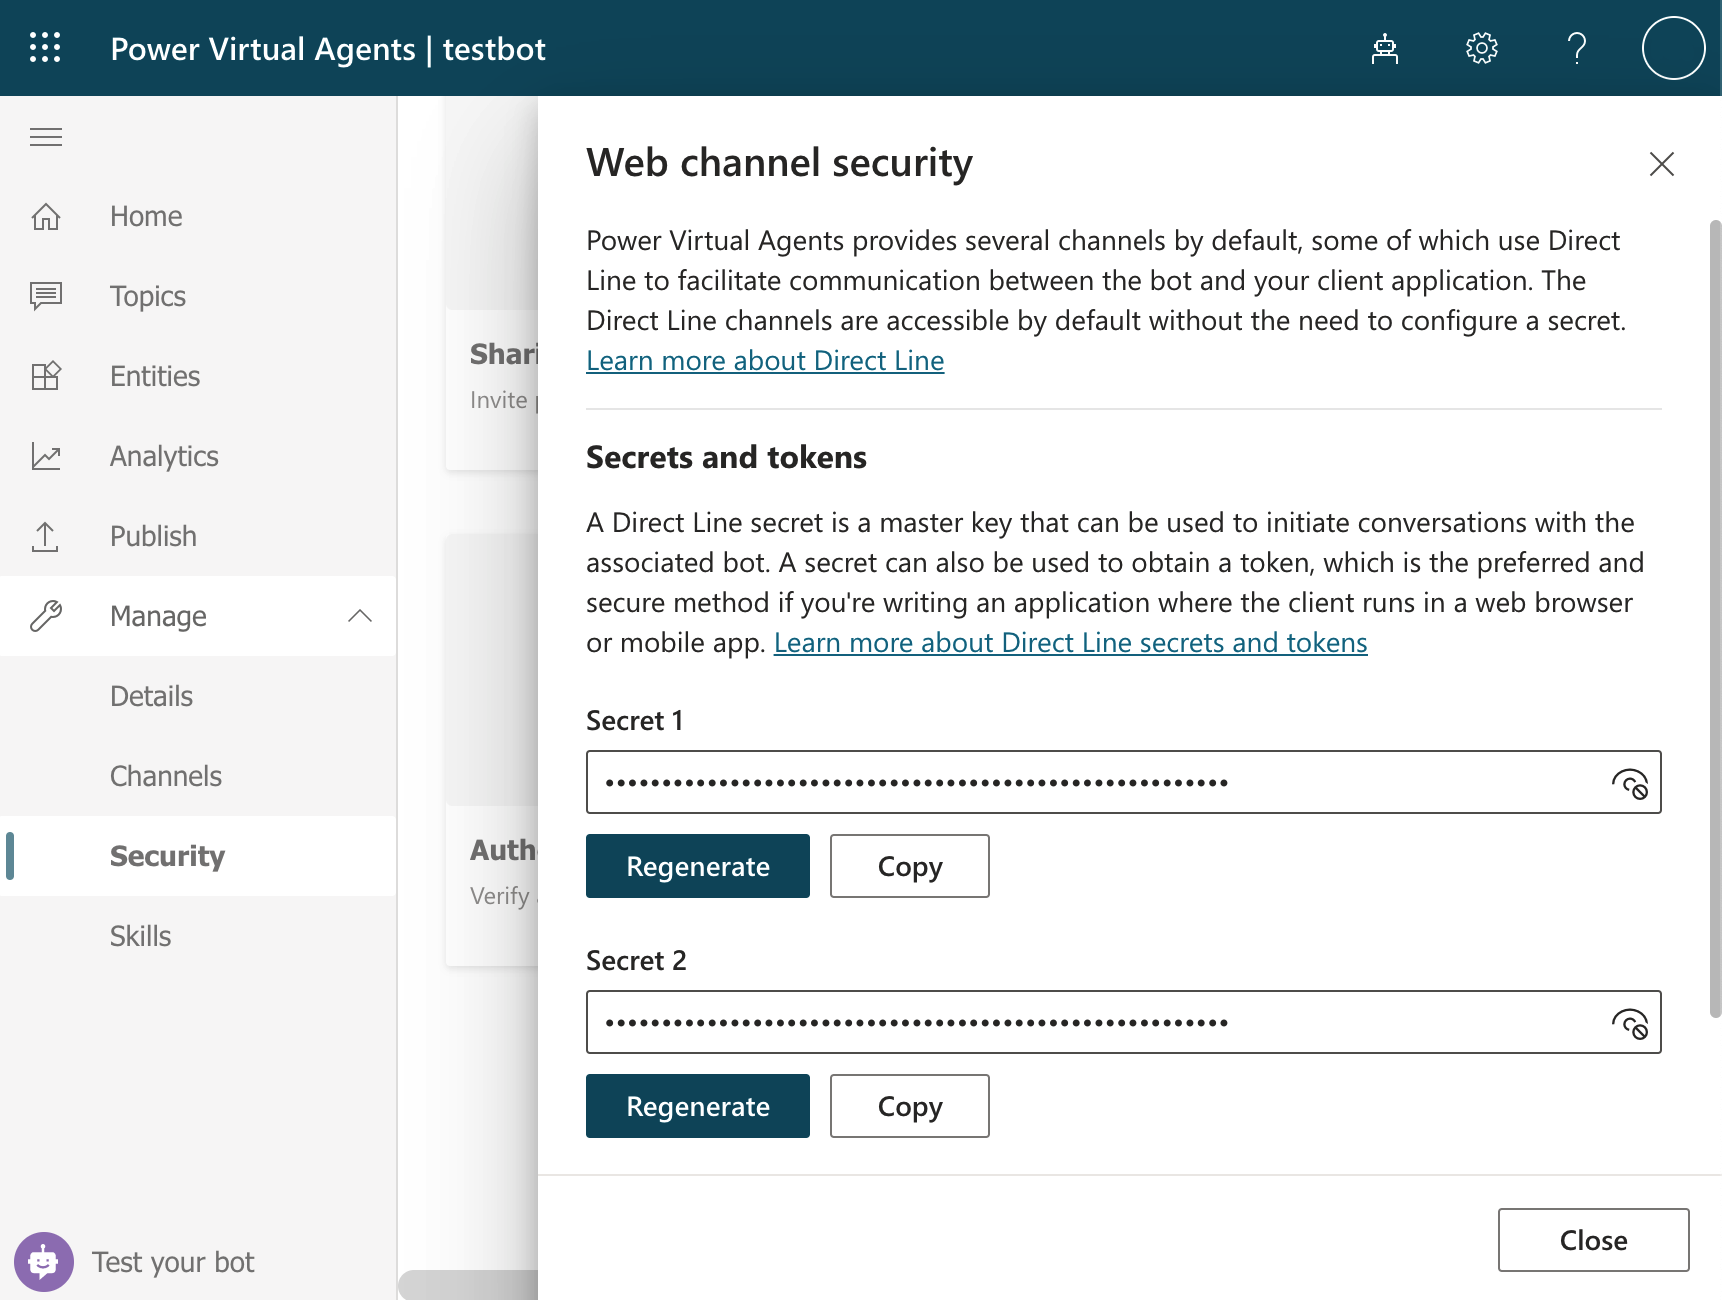 Power Virtual Agents | testbot
Home
Topics
Entities
Analytics
Publish
Manage
Details
Channels
Security
Skills
Test your bot
Invite
Verify
Web channel security
Power Virtual Agents provides several channels by default, some of which use Direct
Line to facilitate communication between the bot and your client application. The
Direct Line channels are accessible by default without the need to configure a secret.
Learn more about Direct Line
Secrets and tokens
A Direct Line secret is a master key that can be used to initiate conversations with the
associated bot. A secret can also be used to obtain a token, which is the preferred and
secure method if you're writing an application where the client runs in a web browser
or mobile app. Learn more about Direct Line secrets and tokens
Secret 1
Regenerate
Copy
Secret 2
Regenerate
Copy
Close